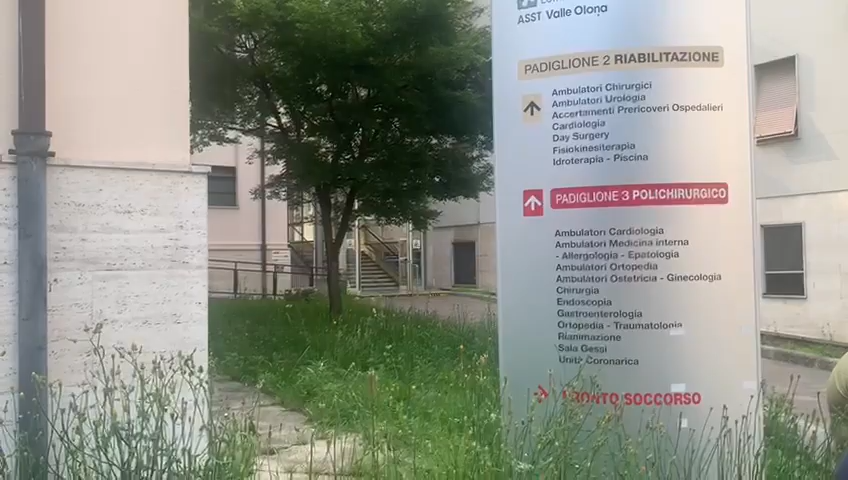 ASST Valle Olona
PADIGLIONE 2 RIABILITAZIONE
Ambulatori Chirurgici
Ambulatori Urologia
Accertamenti Prericoveri Ospedalieri
Cardiologia
Day Surgery
Fisiokinesiterapia
Idroterapia - Piscina
PADIGLIONE 3 POLICHIRURGICO
Ambulatori Cardiologia
Ambulatori Medicina interna
- Allergologia - Epatologia
Ambulatori Ortopedia
Ambulatori Ostetricia - Ginecologia
Chirurgia
Endoscopia
Gastroenterologia
Ortopedia - Traumatologia
Rianimazione
Sala Gessi
Unità Coronarica
PRONTO SOCCORSO